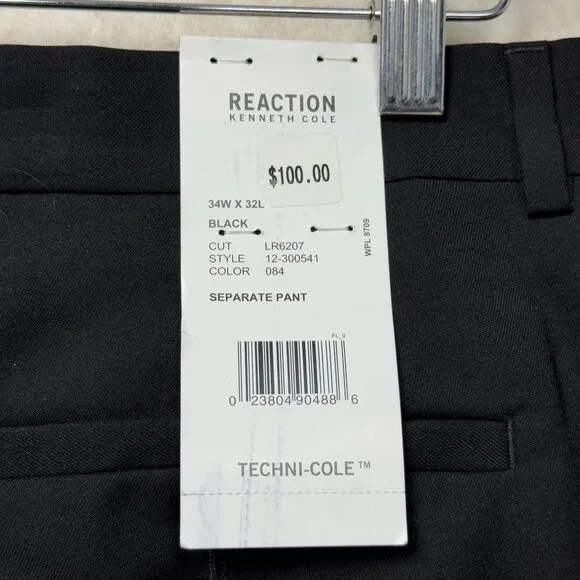 REACTION
KENNETH COLE
$100.00
34W X 32L
BLACK
CUT LR6207
STYLE 12-300541
COLOR 084
WPL 8709
SEPARATE PANT
FL_9
0 23804 90488 6
TECHNI-COLE™